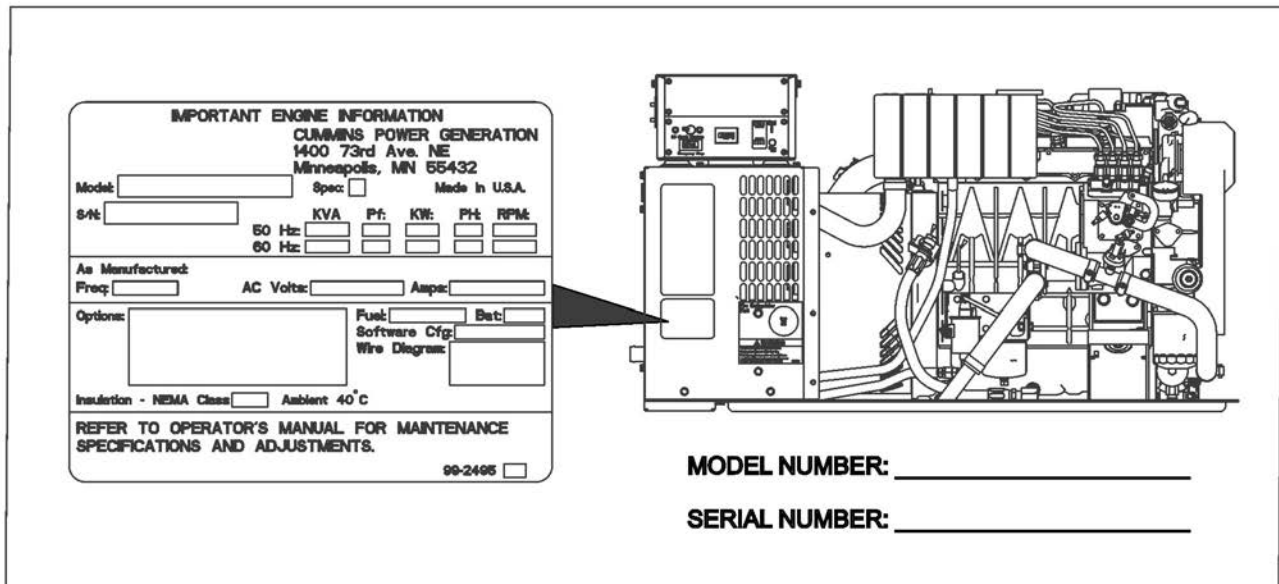 IMPORTANT ENGINE INFORMATION
CUMMINS POWER GENERATION
1400 73rd Ave. NE
Minneapolis, MN 55432
Model: Spec: Made in U.S.A.
S/N: KVA Pf: KW: PH: RPM:
50 Hz:
60 Hz:
As Manufactured:
Freq: AC Volts: Amps:
Options: Fuel: Bat:
Software Cfg:
Wire Diagram:
Insulation - NEMA Class Ambient 40°C
REFER TO OPERATOR'S MANUAL FOR MAINTENANCE
SPECIFICATIONS AND ADJUSTMENTS.
99-2495
MODEL NUMBER:
SERIAL NUMBER: